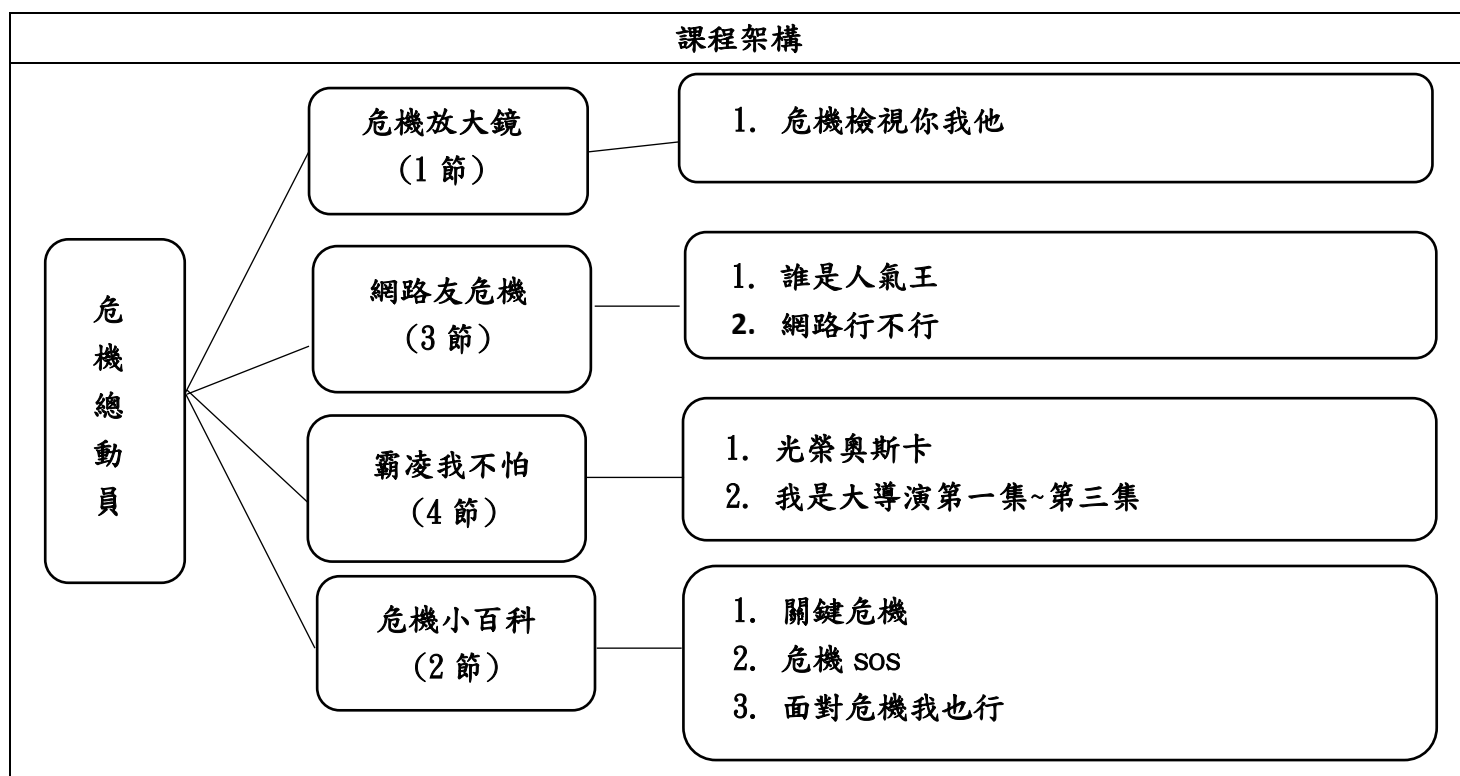 課程架構
危機總動員
危機放大鏡
(1 節)
1. 危機檢視你我他
網路友危機
(3 節)
1. 誰是人氣王
2. 網路行不行
霸凌我不怕
(4 節)
1. 光榮奧斯卡
2. 我是大導演第一集~第三集
危機小百科
(2 節)
1. 關鍵危機
2. 危機 sos
3. 面對危機我也行